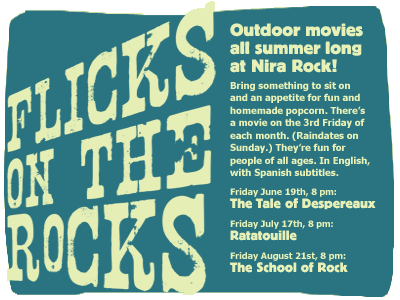 FLICKS
ON THE
ROCKS
Outdoor movies
all summer long
at Nira Rock!
Bring something to sit on
and an appetite for fun and
homemade popcorn. There's
a movie on the 3rd Friday of
each month. (Raindates on
Sunday.) They're fun for
people of all ages. In English,
with Spanish subtitles.
Friday June 19th, 8 pm:
The Tale of Despereaux
Friday July 17th, 8 pm:
Ratatouille
Friday August 21st, 8 pm:
The School of Rock